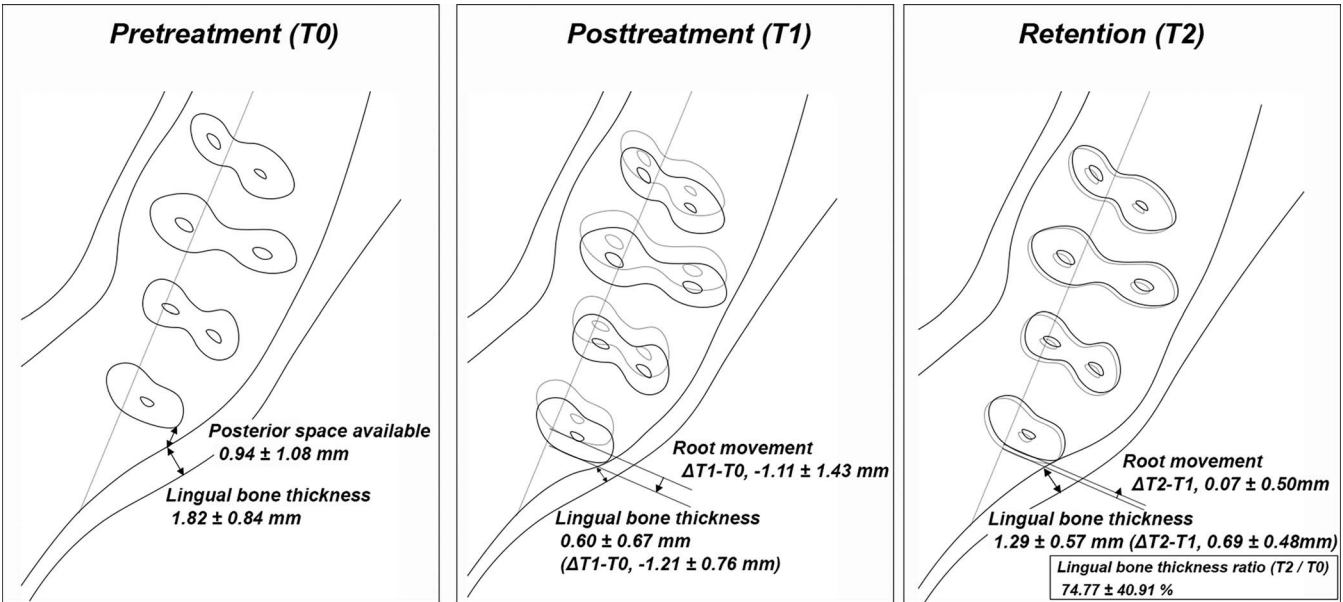 Pretreatment (T0)
Posterior space available
0.94 ± 1.08 mm
Lingual bone thickness
1.82 ± 0.84 mm
Posttreatment (T1)
Root movement
ΔT1-T0, -1.11 ± 1.43 mm
Lingual bone thickness
0.60 ± 0.67 mm
(ΔT1-T0, -1.21 ± 0.76 mm)
Retention (T2)
Root movement
ΔT2-T1, 0.07 ± 0.50mm
Lingual bone thickness
1.29 ± 0.57 mm (ΔT2-T1, 0.69 ± 0.48mm)
Lingual bone thickness ratio (T2 / T0)
74.77 ± 40.91 %